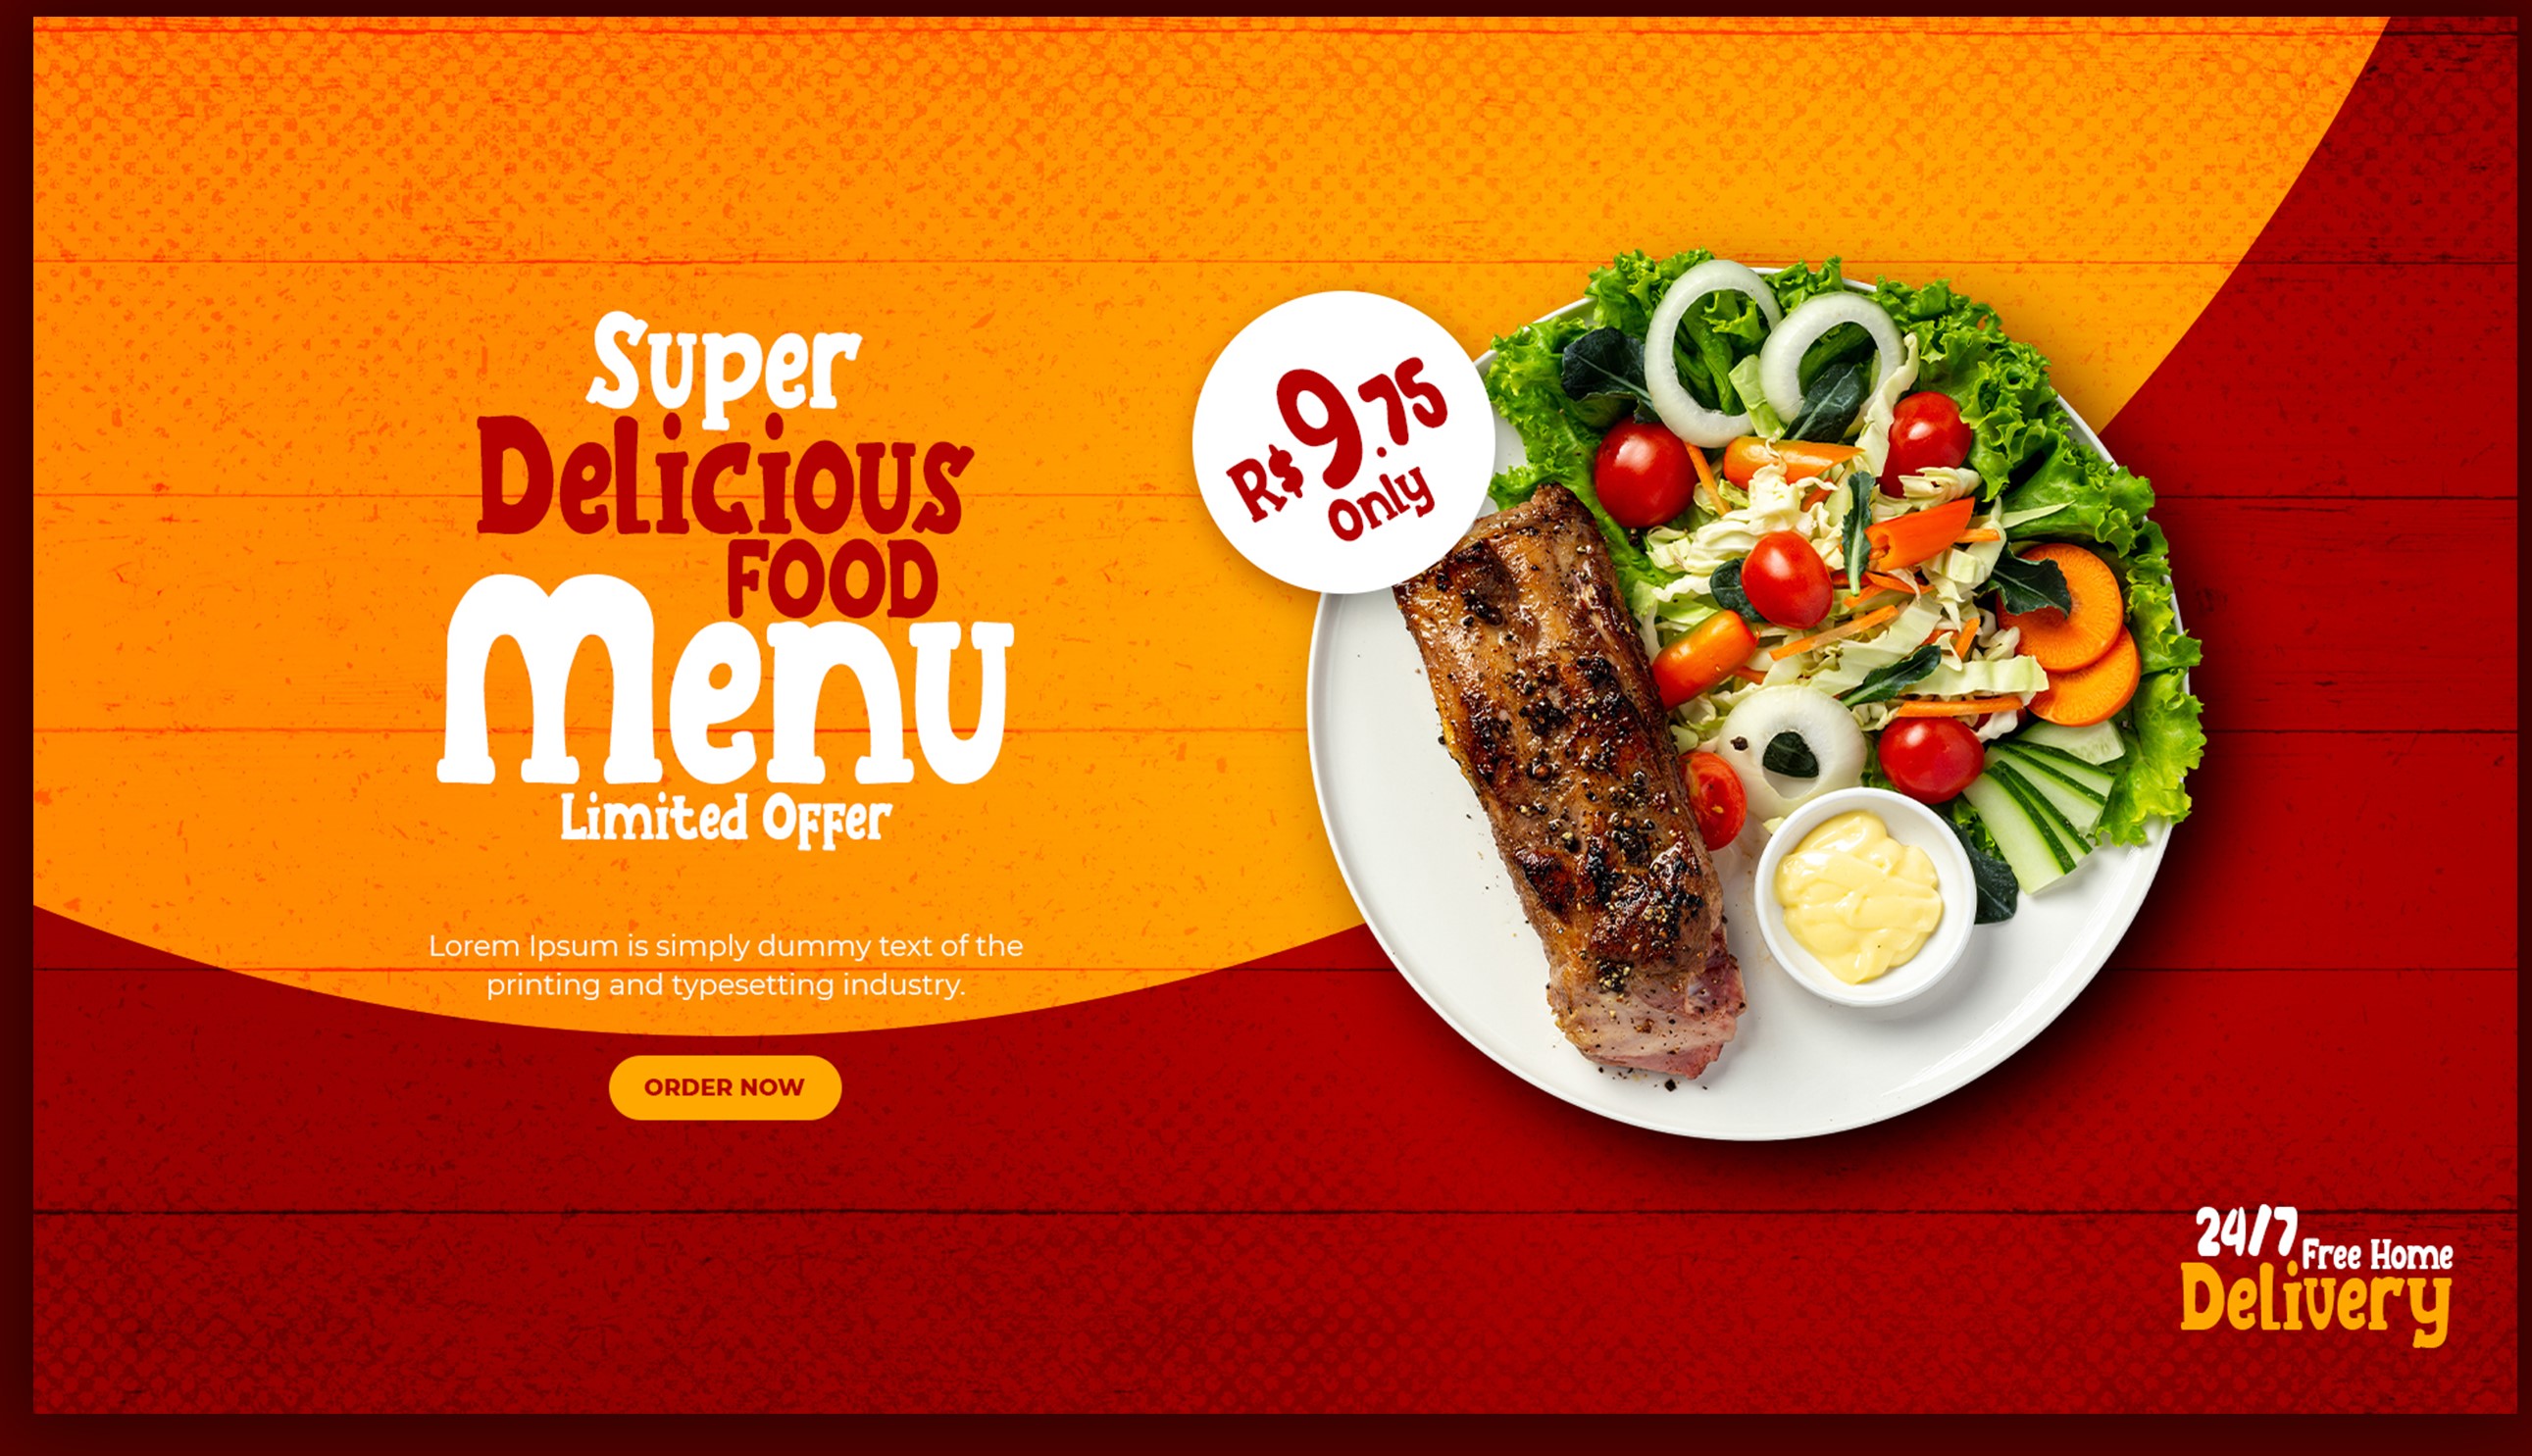 Super
Delicious
FOOD
Menu
Limited Offer
Lorem Ipsum is simply dummy text of the
printing and typesetting industry.
ORDER NOW
R$9.75
Only
24/7 Free Home
Delivery